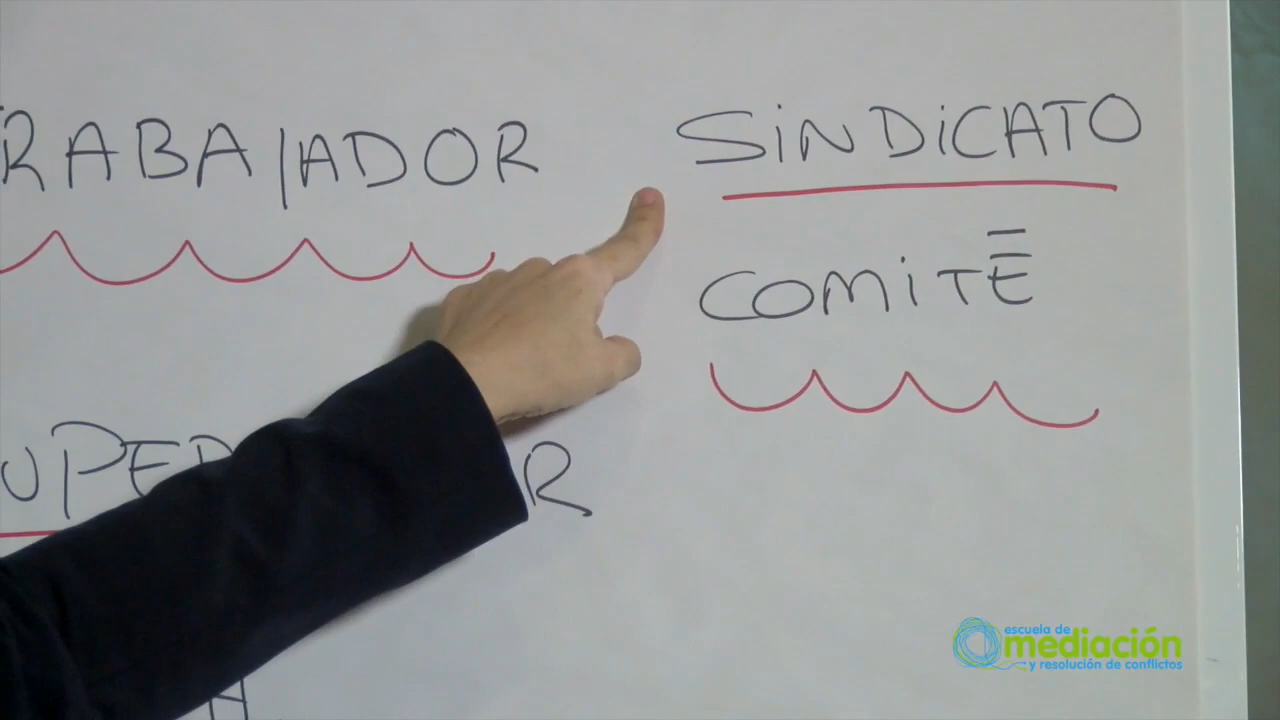 RABAJADOR
SINDICATO
COMITÉ
escuela de
mediación
y resolución de conflictos